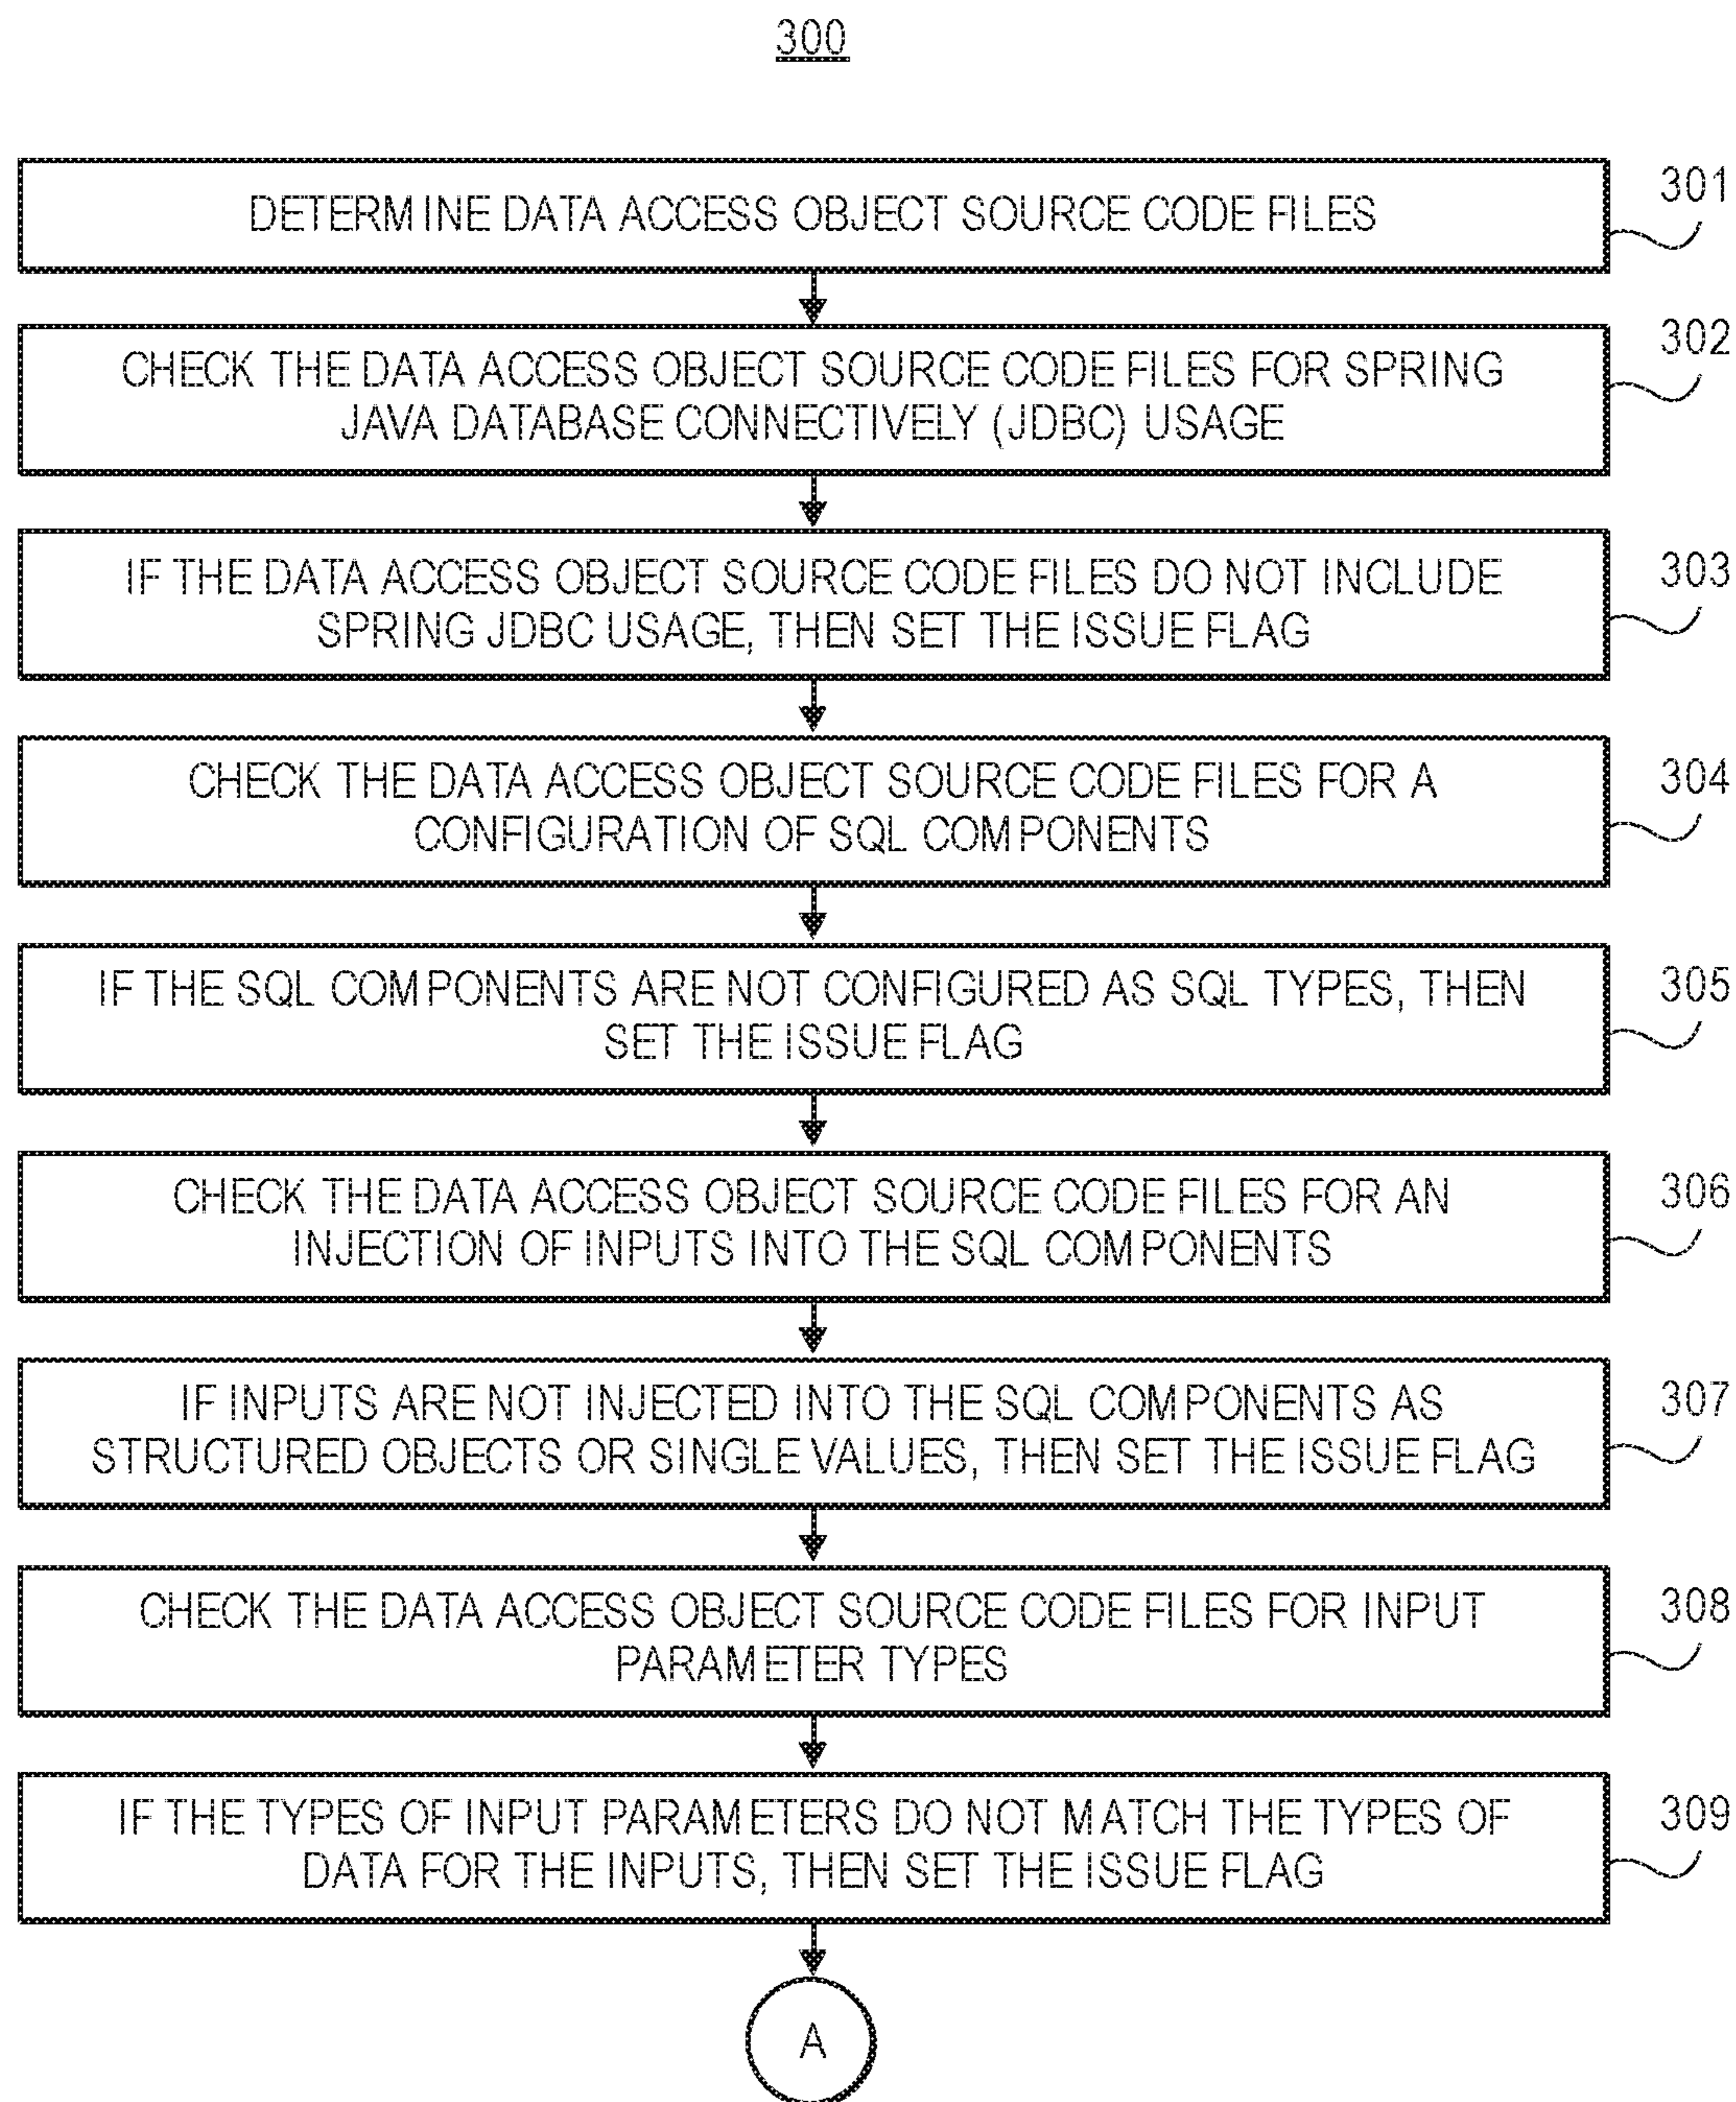 300
DETERMINE DATA ACCESS OBJECT SOURCE CODE FILES
301
CHECK THE DATA ACCESS OBJECT SOURCE CODE FILES FOR SPRING
JAVA DATABASE CONNECTIVELY (JDBC) USAGE
302
IF THE DATA ACCESS OBJECT SOURCE CODE FILES DO NOT INCLUDE
SPRING JDBC USAGE, THEN SET THE ISSUE FLAG
303
CHECK THE DATA ACCESS OBJECT SOURCE CODE FILES FOR A
CONFIGURATION OF SQL COMPONENTS
304
IF THE SQL COMPONENTS ARE NOT CONFIGURED AS SQL TYPES, THEN
SET THE ISSUE FLAG
305
CHECK THE DATA ACCESS OBJECT SOURCE CODE FILES FOR AN
INJECTION OF INPUTS INTO THE SQL COMPONENTS
306
IF INPUTS ARE NOT INJECTED INTO THE SQL COMPONENTS AS
STRUCTURED OBJECTS OR SINGLE VALUES, THEN SET THE ISSUE FLAG
307
CHECK THE DATA ACCESS OBJECT SOURCE CODE FILES FOR INPUT
PARAMETER TYPES
308
IF THE TYPES OF INPUT PARAMETERS DO NOT MATCH THE TYPES OF
DATA FOR THE INPUTS, THEN SET THE ISSUE FLAG
309
A